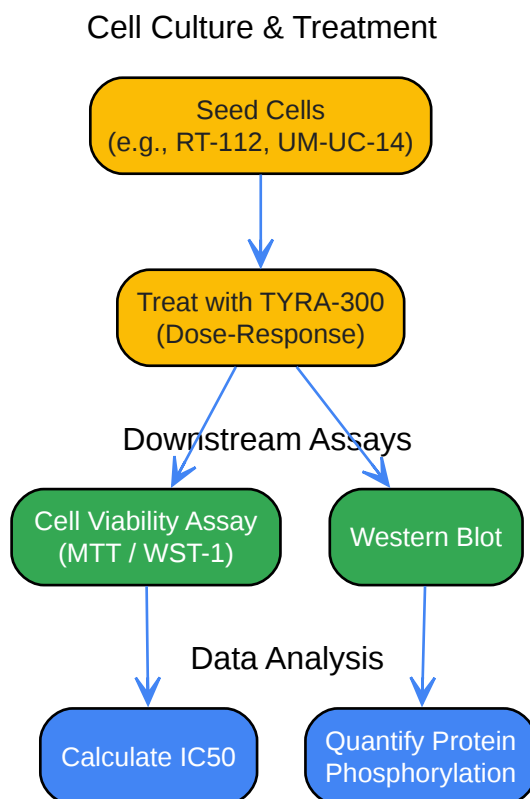 Cell Culture & Treatment
Seed Cells
(e.g., RT-112, UM-UC-14)
Treat with TYRA-300
(Dose-Response)
Downstream Assays
Cell Viability Assay
(MTT / WST-1)
Western Blot
Data Analysis
Calculate IC50
Quantify Protein
Phosphorylation